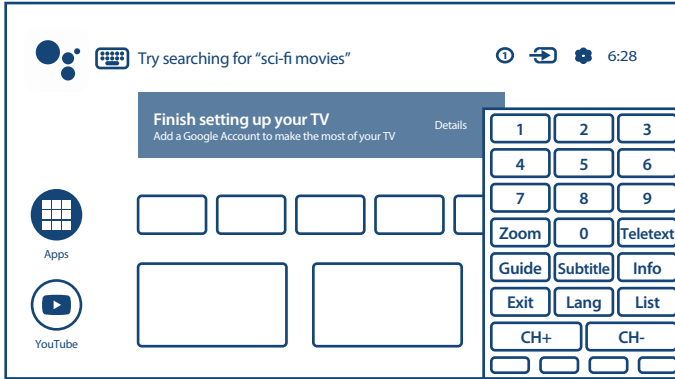 Try searching for “sci-fi movies”
1
6:28
Finish setting up your TV
Add a Google Account to make the most of your TV
Details
1 2 3
4 5 6
7 8 9
Zoom 0 Teletext
Guide Subtitle Info
Exit Lang List
CH+ CH-
Apps
YouTube